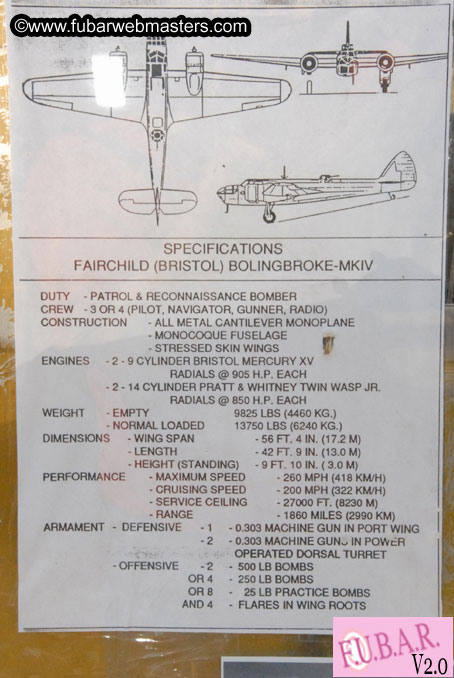 ©www.fubarwebmasters.com
SPECIFICATIONS
FAIRCHILD (BRISTOL) BOLINGBROKE-MKIV
DUTY - PATROL & RECONNAISSANCE BOMBER
CREW - 3 OR 4 (PILOT, NAVIGATOR, GUNNER, RADIO)
CONSTRUCTION - ALL METAL CANTILEVER MONOPLANE
- MONOCOQUE FUSELAGE
- STRESSED SKIN WINGS
ENGINES - 2 - 9 CYLINDER BRISTOL MERCURY XV
RADIALS @ 905 H.P. EACH
- 2 - 14 CYLINDER PRATT & WHITNEY TWIN WASP JR.
RADIALS @ 850 H.P. EACH
WEIGHT - EMPTY 9825 LBS (4460 KG.)
- NORMAL LOADED 13750 LBS (6240 KG.)
DIMENSIONS - WING SPAN - 56 FT. 4 IN. (17.2 M)
- LENGTH - 42 FT. 9 IN. (13.0 M)
- HEIGHT (STANDING) - 9 FT. 10 IN. ( 3.0 M)
PERFORMANCE - MAXIMUM SPEED - 260 MPH (418 KM/H)
- CRUISING SPEED - 200 MPH (322 KM/H)
- SERVICE CEILING - 27000 FT. (8230 M)
- RANGE - 1860 MILES (2990 KM)
ARMAMENT - DEFENSIVE - 1 - 0.303 MACHINE GUN IN PORT WING
- 2 - 0.303 MACHINE GUNS IN POWER
OPERATED DORSAL TURRET
- OFFENSIVE - 2 - 500 LB BOMBS
OR 4 - 250 LB BOMBS
OR 8 - 25 LB PRACTICE BOMBS
AND 4 - FLARES IN WING ROOTS
F.U.B.A.R.
V2.0